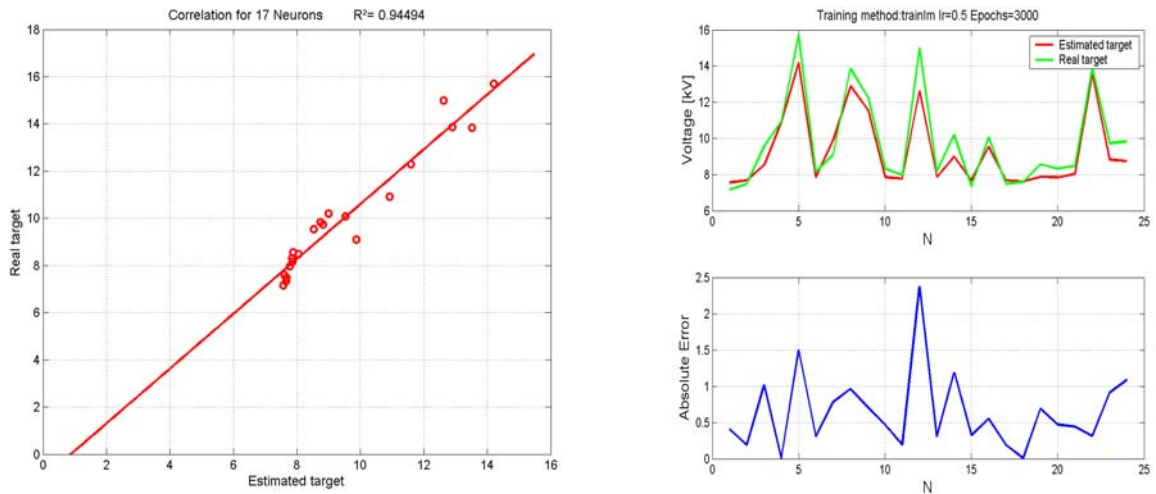 Correlation for 17 Neurons R²= 0.94494
18
16
14
12
10
8
6
4
2
0
Real target
0 2 4 6 8 10 12 14 16
Estimated target
Training method:trainlm lr=0.5 Epochs=3000
16
14
12
10
8
6
Voltage [kV]
Estimated target
Real target
0 5 10 15 20 25
N
2.5
2
1.5
1
0.5
0
Absolute Error
0 5 10 15 20 25
N